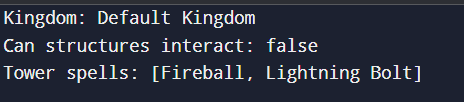 Kingdom: Default Kingdom
Can structures interact: false
Tower spells: [Fireball, Lightning Bolt]